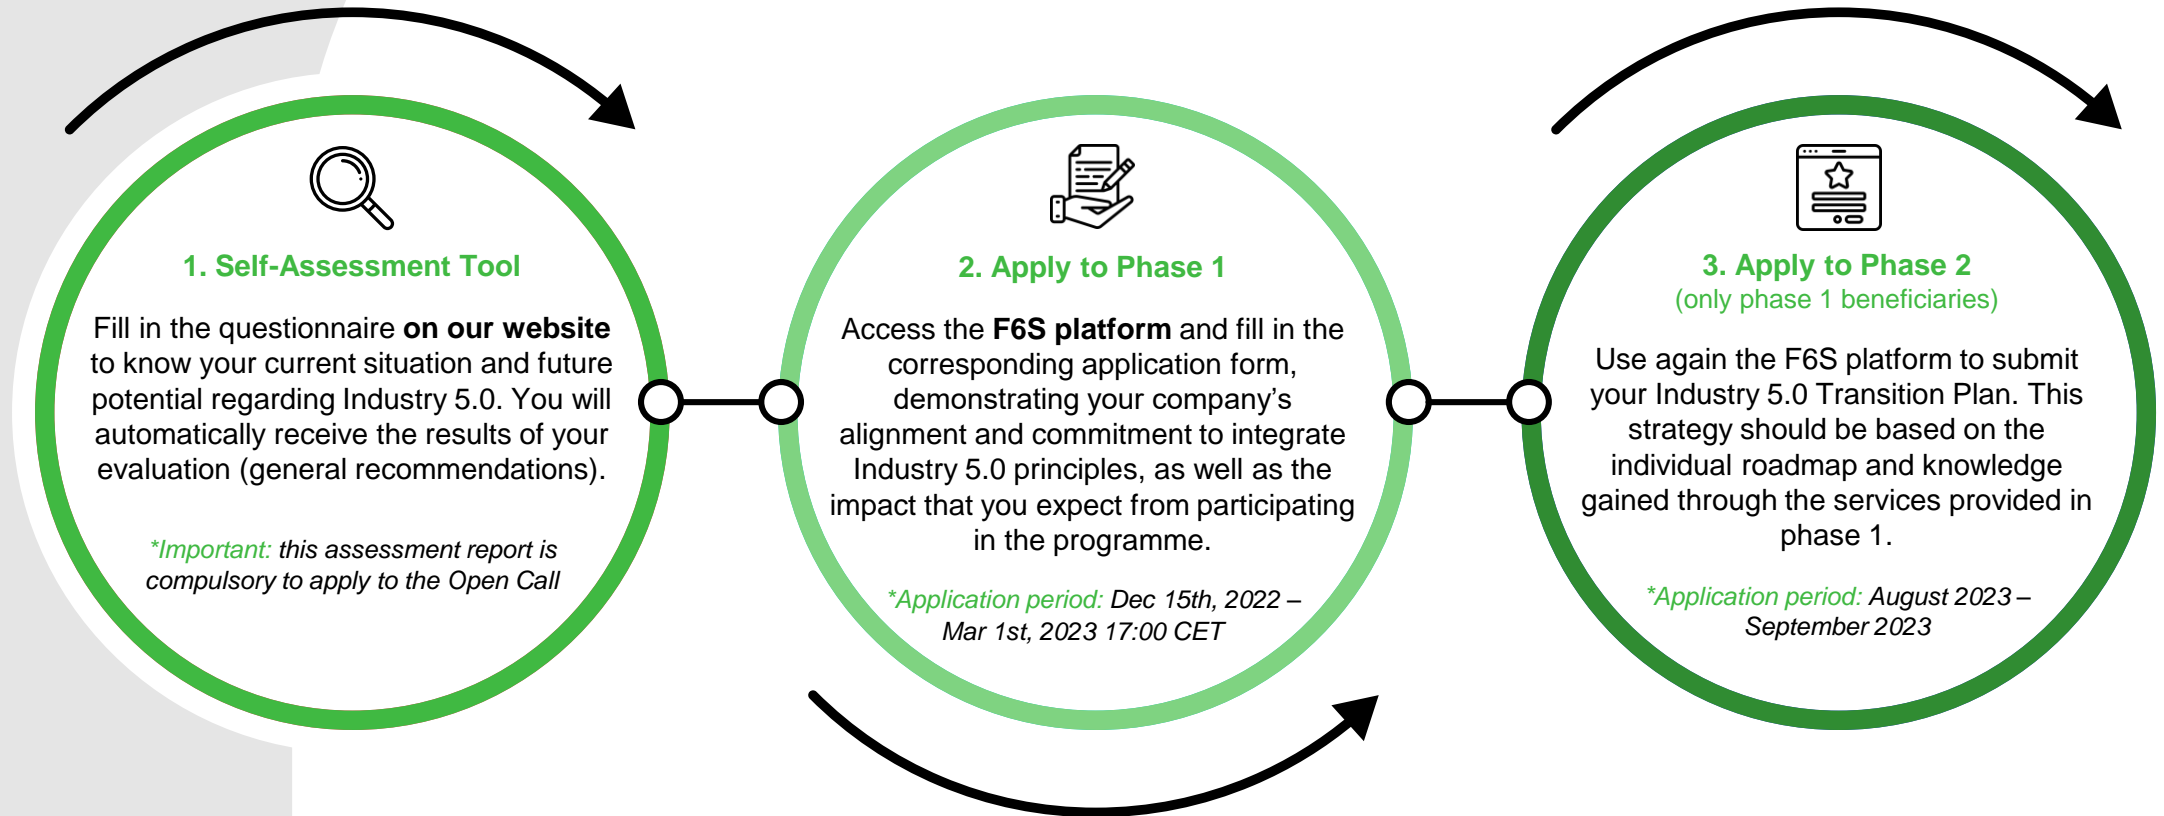 1. Self-Assessment Tool
Fill in the questionnaire on our website
to know your current situation and future
potential regarding Industry 5.0. You will
automatically receive the results of your
evaluation (general recommendations).
*Important: this assessment report is
compulsory to apply to the Open Call
2. Apply to Phase 1
Access the F6S platform and fill in the
corresponding application form,
demonstrating your company’s
alignment and commitment to integrate
Industry 5.0 principles, as well as the
impact that you expect from participating
in the programme.
*Application period: Dec 15th, 2022 –
Mar 1st, 2023 17:00 CET
3. Apply to Phase 2
(only phase 1 beneficiaries)
Use again the F6S platform to submit
your Industry 5.0 Transition Plan. This
strategy should be based on the
individual roadmap and knowledge
gained through the services provided in
phase 1.
*Application period: August 2023 –
September 2023